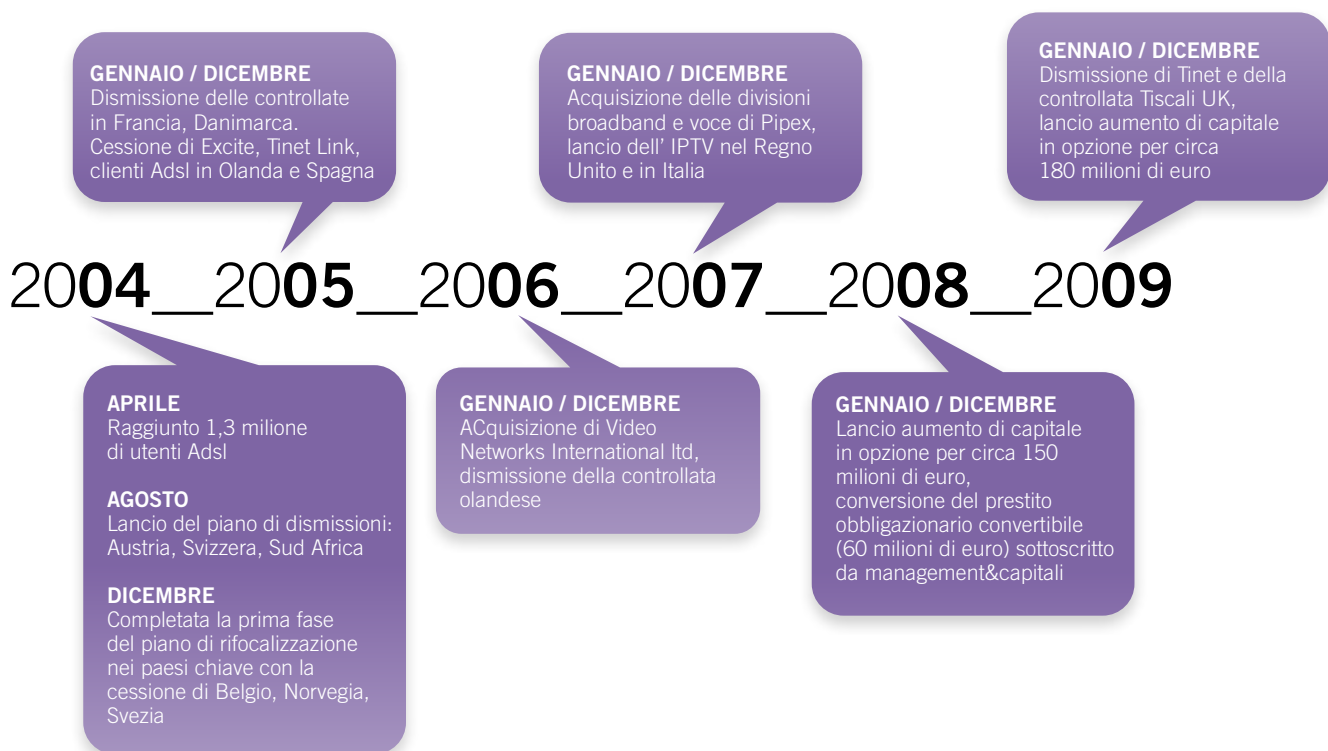 GENNAIO / DICEMBRE
Dismissione delle controllate
in Francia, Danimarca.
Cessione di Excite, Tinet Link,
clienti Adsl in Olanda e Spagna
GENNAIO / DICEMBRE
Acquisizione delle divisioni
broadband e voce di Pipex,
lancio dell' IPTV nel Regno
Unito e in Italia
GENNAIO / DICEMBRE
Dismissione di Tinet e della
controllata Tiscali UK,
lancio aumento di capitale
in opzione per circa
180 milioni di euro
2004__2005__2006__2007__2008__2009
APRILE
Raggiunto 1,3 milione
di utenti Adsl
AGOSTO
Lancio del piano di dismissioni:
Austria, Svizzera, Sud Africa
DICEMBRE
Completata la prima fase
del piano di rifocalizzazione
nei paesi chiave con la
cessione di Belgio, Norvegia,
Svezia
GENNAIO / DICEMBRE
ACquisizione di Video
Networks International ltd,
dismissione della controllata
olandese
GENNAIO / DICEMBRE
Lancio aumento di capitale
in opzione per circa 150
milioni di euro,
conversione del prestito
obbligazionario convertibile
(60 milioni di euro) sottoscritto
da management&capitali